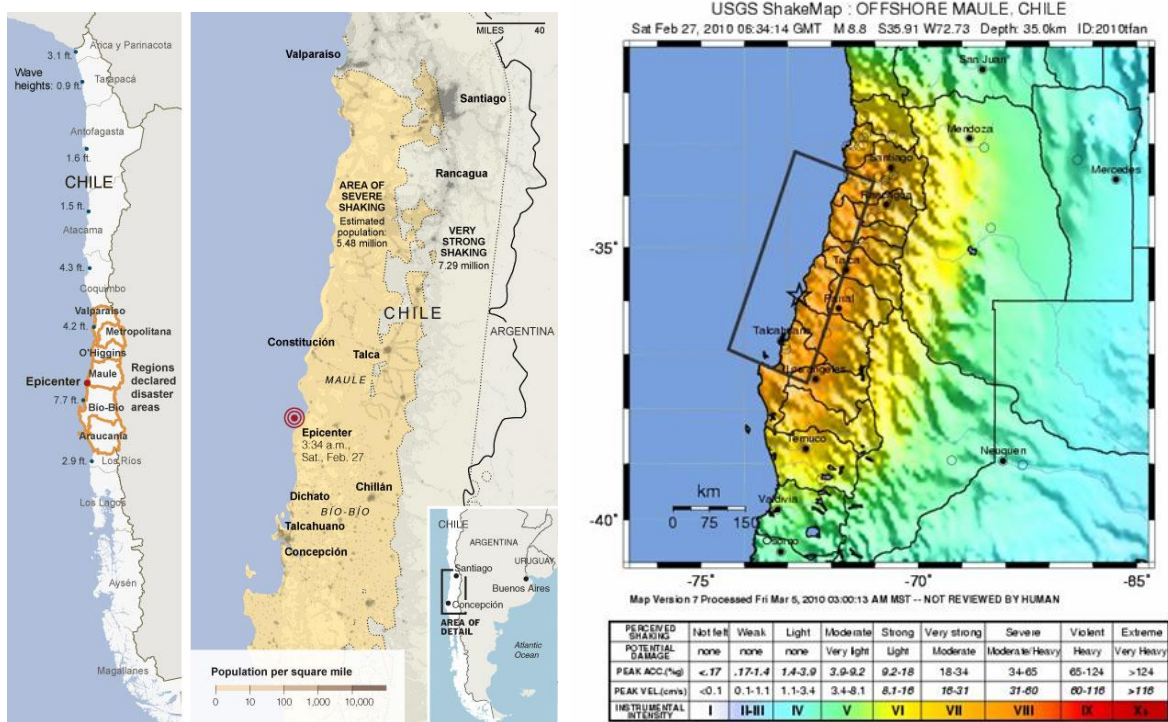 Arica y Parinacota
3.1 ft.
Tarapacá
Wave
heights: 0.9 ft.
Antofagasta
1.6 ft.
CHILE
1.5 ft.
Atacama
4.3 ft.
Coquimbo
Valparaíso
4.2 ft.
Metropolitana
O'Higgins
Maule
Regions
declared
disaster
areas
Epicenter
7.7 ft.
Bío-Bío
Araucanía
2.9 ft.
Los Ríos
Los Lagos
Aysén
Magallanes
MILES 40
Valparaíso
Santiago
Rancagua
AREA OF
SEVERE
SHAKING
Estimated
population:
5.48 million
VERY
STRONG
SHAKING
7.29 million
CHILE
ARGENTINA
Constitución
Talca
MAULE
Epicenter
3:34 a.m.,
Sat., Feb. 27
Dichato
Chillán
BÍO-BÍO
Talcahuano
Concepción
CHILE
ARGENTINA
URUGUAY
Santiago
Buenos Aires
Concepción
AREA OF
DETAIL
Atlantic
Ocean
Population per square mile
0 10 100 1,000 10,000
USGS ShakeMap : OFFSHORE MAULE, CHILE
Sat Feb 27, 2010 06:34:14 GMT M 8.8 S35.91 W72.73 Depth: 35.0km ID:2010tfan
San Juan
Mendoza
Santiago
Mercedes
Rancagua
-35°
Talca
Parral
Talcahuano
Los Angeles
Temuco
Neuquen
km
Valdivia
0 75 150
-40°
Osorno
-75° -70° -65°
Map Version 7 Processed Fri Mar 5, 2010 03:00:13 AM MST -- NOT REVIEWED BY HUMAN
PERCEIVED SHAKING Not felt Weak Light Moderate Strong Very strong Severe Violent Extreme
POTENTIAL DAMAGE none none none Very light Light Moderate Moderate/Heavy Heavy Very Heavy
PEAK ACC.(%g) <.17 .17-1.4 1.4-3.9 3.9-9.2 9.2-18 18-34 34-65 65-124 >124
PEAK VEL.(cm/s) <0.1 0.1-1.1 1.1-3.4 3.4-8.1 8.1-16 16-31 31-60 60-116 >116
INSTRUMENTAL INTENSITY I II-III IV V VI VII VIII IX X+